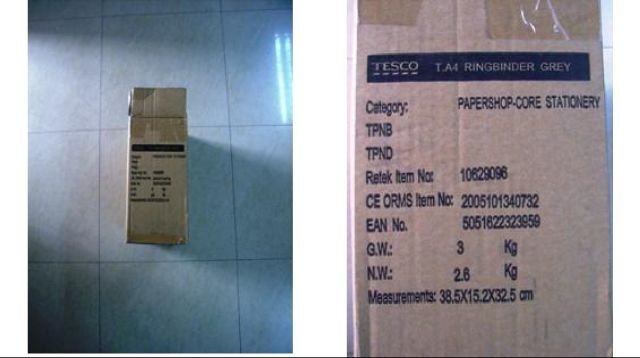 TESCO T.A4 RINGBINDER GREY
Category: PAPERSHOP-CORE STATIONERY
TPNB
TPND
Retek Item No: 10629096
CE ORMS Item No: 2005101340732
EAN No. 5051622323959
G.W.: 3 Kg
N.W.: 2.6 Kg
Measurements: 38.5X15.2X32.5 cm